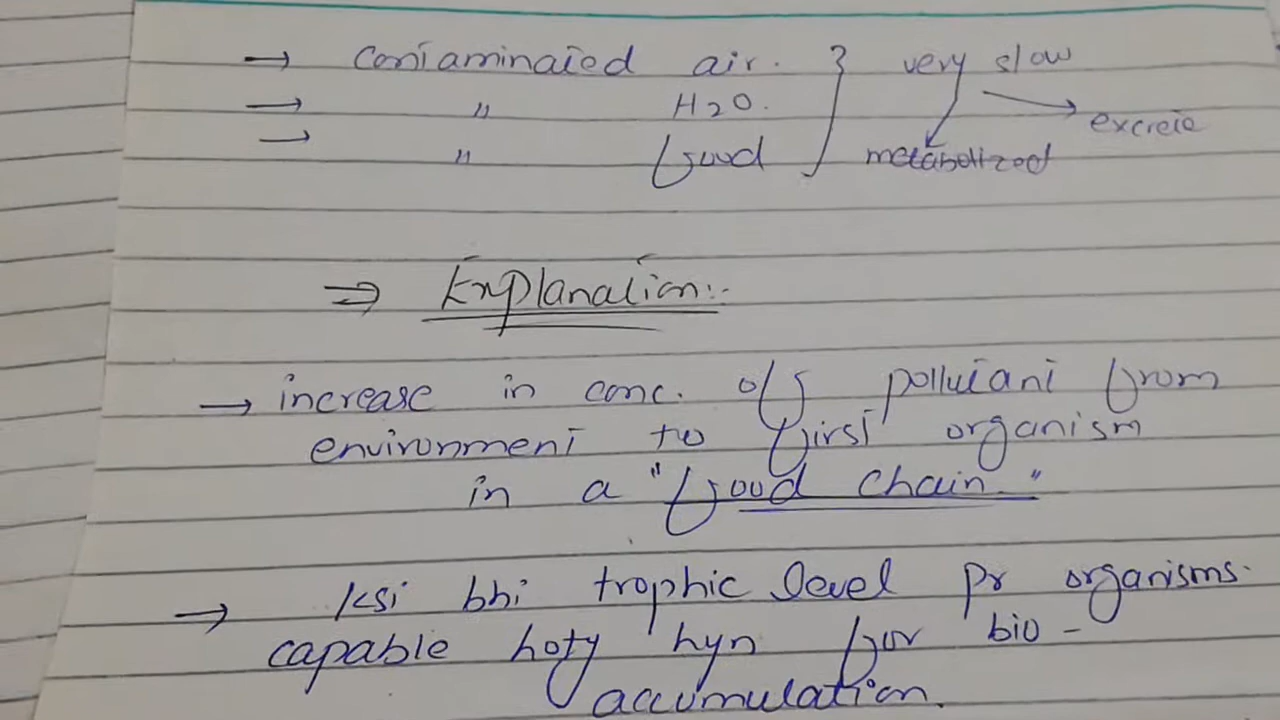 → Contaminated air. } very slow
→ " H2O. → excrete
→ " food metabolized
⇒ Explanation:-
→ increase in conc. of pollutant from
environment to first organism
in a "food chain"
→ ksi bhi trophic level pr organisms.
capable hoty hyn for bio-
accumulation.